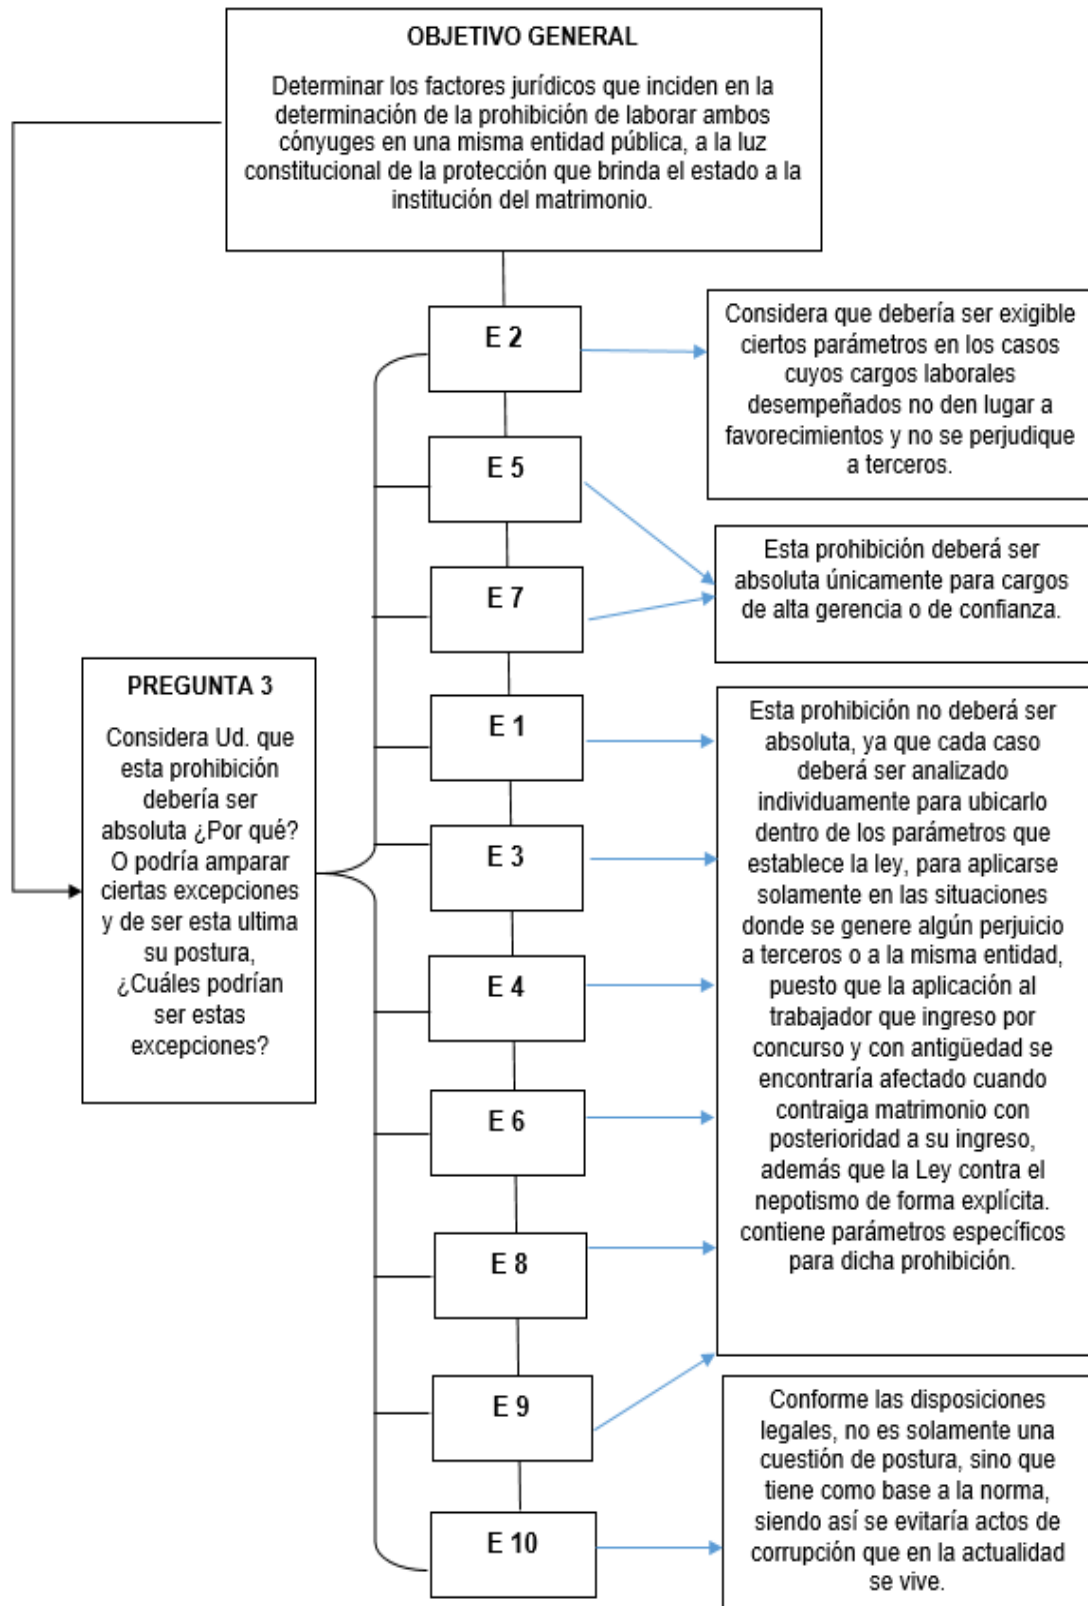 OBJETIVO GENERAL
Determinar los factores jurídicos que inciden en la
determinación de la prohibición de laborar ambos
cónyuges en una misma entidad pública, a la luz
constitucional de la protección que brinda el estado a la
institución del matrimonio.
E 2
Considera que debería ser exigible
ciertos parámetros en los casos
cuyos cargos laborales
desempeñados no den lugar a
favorecimientos y no se perjudique
a terceros.
E 5
E 7
Esta prohibición deberá ser
absoluta únicamente para cargos
de alta gerencia o de confianza.
PREGUNTA 3
Considera Ud. que
esta prohibición
debería ser
absoluta ¿Por qué?
O podría amparar
ciertas excepciones
y de ser esta ultima
su postura,
¿Cuáles podrían
ser estas
excepciones?
E 1
E 3
E 4
E 6
E 8
E 9
Esta prohibición no deberá ser
absoluta, ya que cada caso
deberá ser analizado
individuamente para ubicarlo
dentro de los parámetros que
establece la ley, para aplicarse
solamente en las situaciones
donde se genere algún perjuicio
a terceros o a la misma entidad,
puesto que la aplicación al
trabajador que ingreso por
concurso y con antigüedad se
encontraría afectado cuando
contraiga matrimonio con
posterioridad a su ingreso,
además que la Ley contra el
nepotismo de forma explícita.
contiene parámetros específicos
para dicha prohibición.
E 10
Conforme las disposiciones
legales, no es solamente una
cuestión de postura, sino que
tiene como base a la norma,
siendo así se evitaría actos de
corrupción que en la actualidad
se vive.